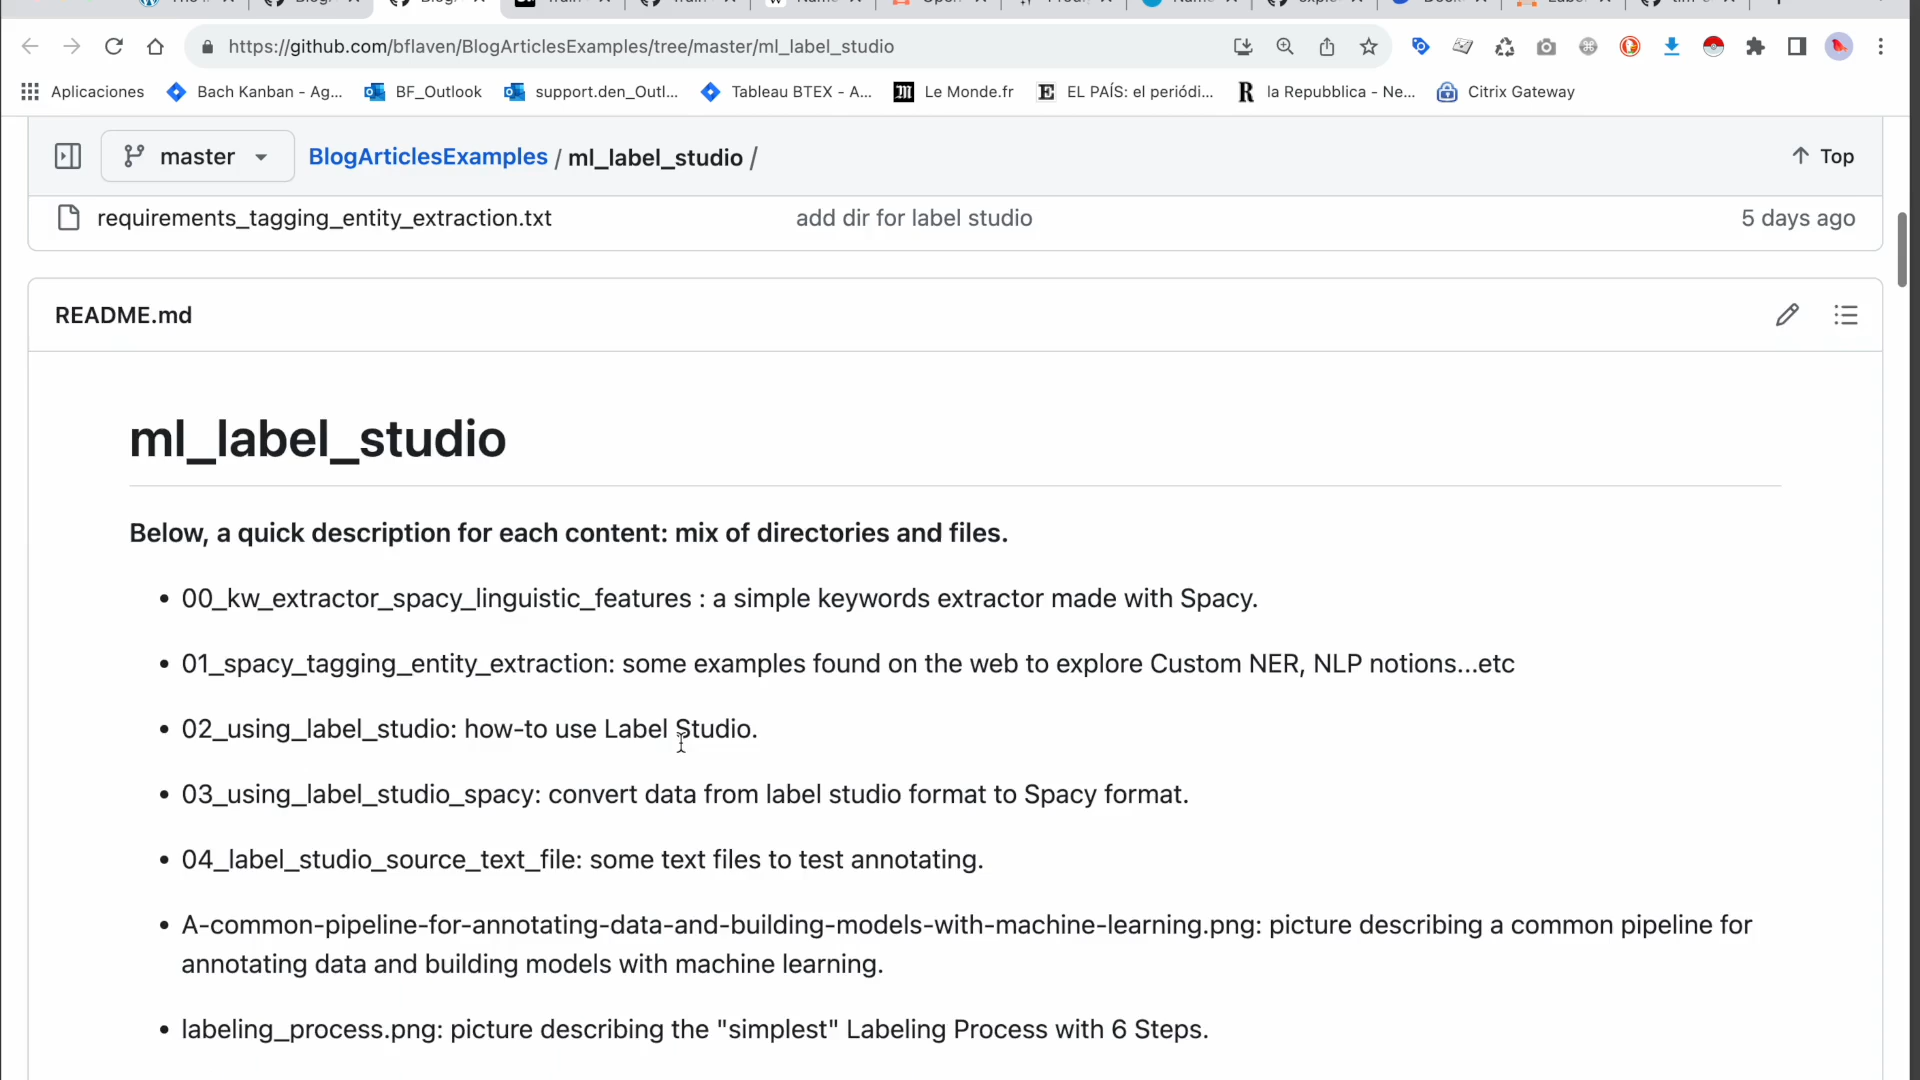 https://github.com/bflaven/BlogArticlesExamples/tree/master/ml_label_studio
Aplicaciones Bach Kanban - Ag... BF_Outlook support.den_Outl... Tableau BTEX - A... Le Monde.fr EL PAÍS: el periódi... la Repubblica - Ne... Citrix Gateway
master BlogArticlesExamples / ml_label_studio / Top
requirements_tagging_entity_extraction.txt add dir for label studio 5 days ago
README.md
ml_label_studio
Below, a quick description for each content: mix of directories and files.
• 00_kw_extractor_spacy_linguistic_features : a simple keywords extractor made with Spacy.
• 01_spacy_tagging_entity_extraction: some examples found on the web to explore Custom NER, NLP notions...etc
• 02_using_label_studio: how-to use Label Studio.
• 03_using_label_studio_spacy: convert data from label studio format to Spacy format.
• 04_label_studio_source_text_file: some text files to test annotating.
• A-common-pipeline-for-annotating-data-and-building-models-with-machine-learning.png: picture describing a common pipeline for
annotating data and building models with machine learning.
• labeling_process.png: picture describing the "simplest" Labeling Process with 6 Steps.